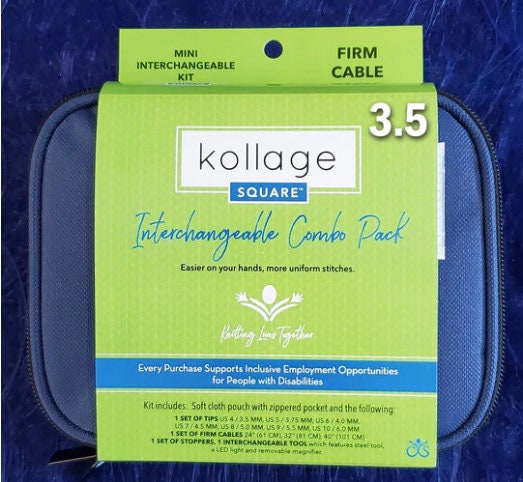 MINI
INTERCHANGEABLE
KIT
FIRM
CABLE
3.5
kollage
SQUARE™
Interchangeable Combo Pack
Easier on your hands, more uniform stitches.
Knitting Lives Together
Every Purchase Supports Inclusive Employment Opportunities
for People with Disabilities
Kit includes: Soft cloth pouch with zippered pocket and the following:
1 SET OF TIPS US 4 / 3.5 MM, US 5 / 3.75 MM, US 6 / 4.0 MM,
US 7 / 4.5 MM, US 8 / 5.0 MM, US 9 / 5.5 MM, US 10 / 6.0 MM
1 SET OF FIRM CABLES 24" (61 CM), 32" (81 CM), 40" (101 CM)
1 SET OF STOPPERS, 1 INTERCHANGEABLE TOOL which features steel tool,
a LED light and removable magnifier.